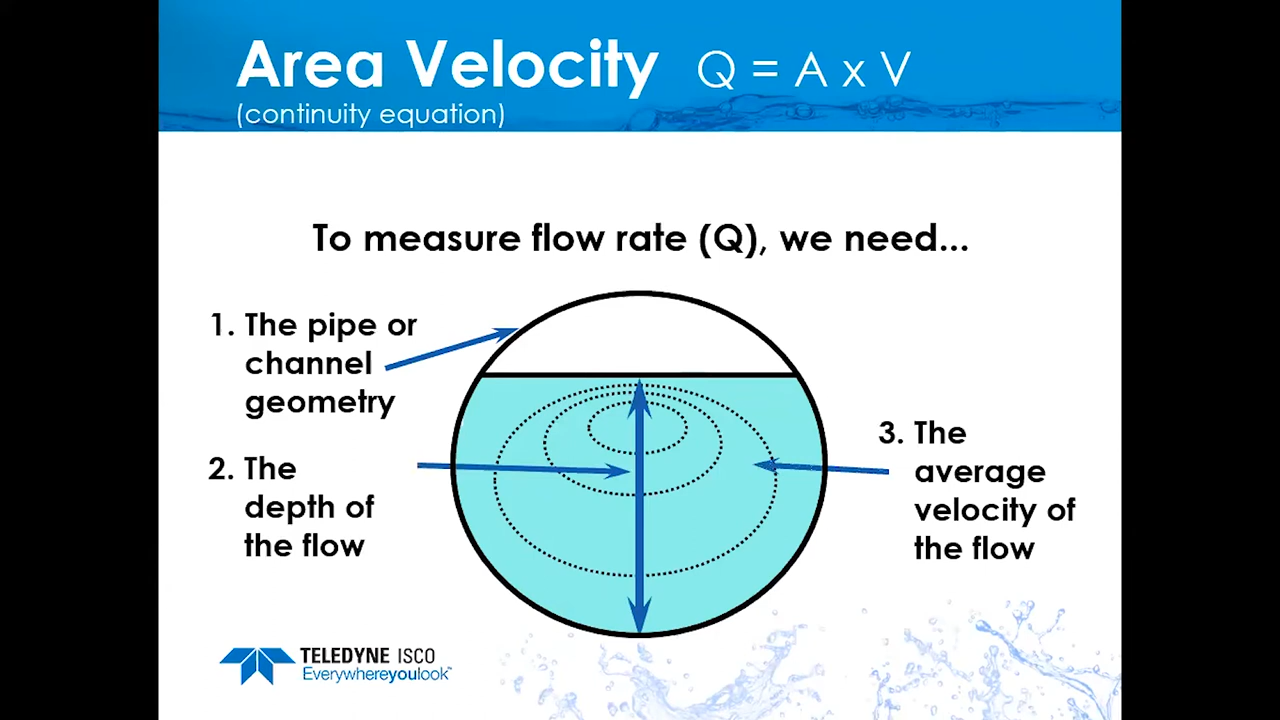 Area Velocity Q = A x V
(continuity equation)
To measure flow rate (Q), we need...
1. The pipe or
channel
geometry
2. The
depth of
the flow
3. The
average
velocity of
the flow
TELEDYNE ISCO
Everywhereyoulook™